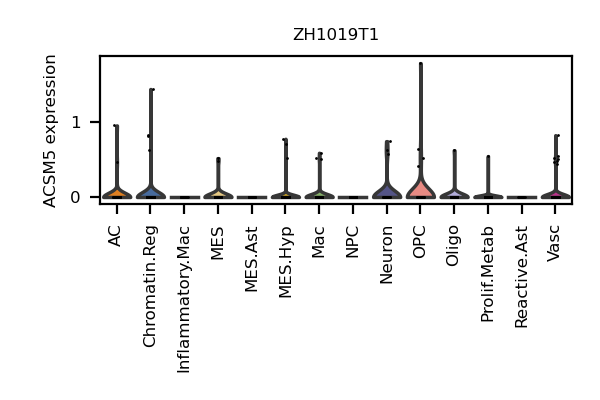 ZH1019T1
ACSM5 expression
1
0
AC
Chromatin.Reg
Inflammatory.Mac
MES
MES.Ast
MES.Hyp
Mac
NPC
Neuron
OPC
Oligo
Prolif.Metab
Reactive.Ast
Vasc